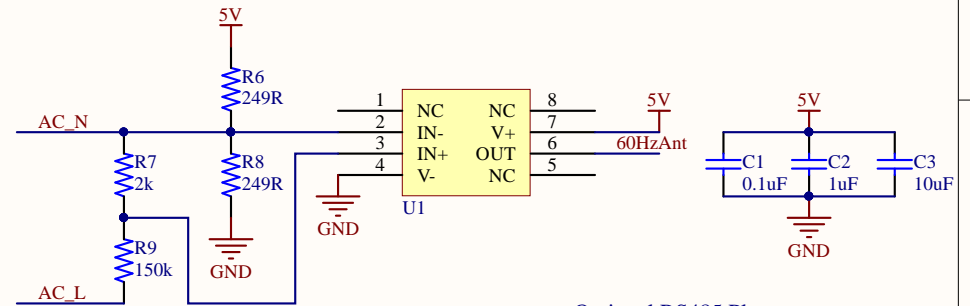 5V
R6
249R
AC_N
R7
2k
R8
249R
R9
150k
AC_L
GND
1
2
3
4
NC
IN-
IN+
V-
NC
V+
OUT
NC
8
7
6
5
U1
GND
5V
60HzAnt
5V
C1
0.1uF
C2
1uF
C3
10uF
GND